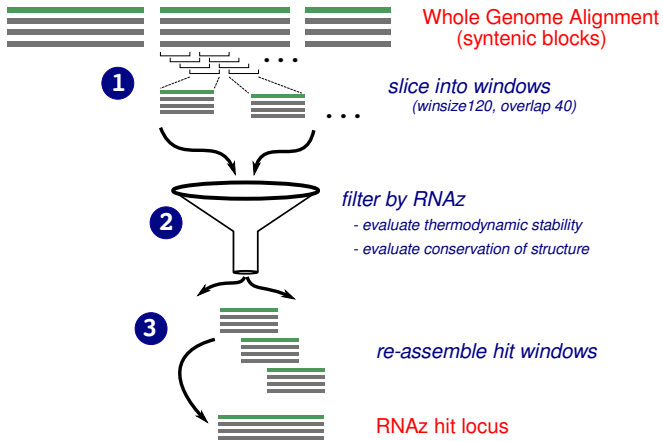 Whole Genome Alignment
(syntenic blocks)
1
slice into windows
(winsize120, overlap 40)
2
filter by RNAz
- evaluate thermodynamic stability
- evaluate conservation of structure
3
re-assemble hit windows
RNAz hit locus